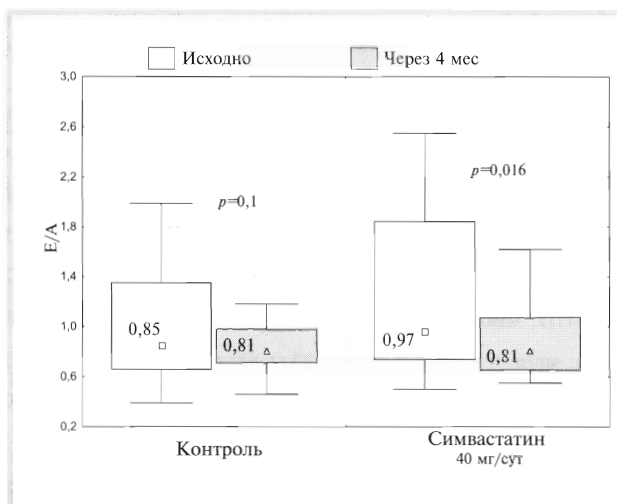 Исходно
Через 4 мес
3,0
2,6
2,2
1,8
1,4
1,0
0,6
0,2
E/A
p=0,1
p=0,016
0,85
0,81
0,97
0,81
Контроль
Симвастатин
40 мг/сут